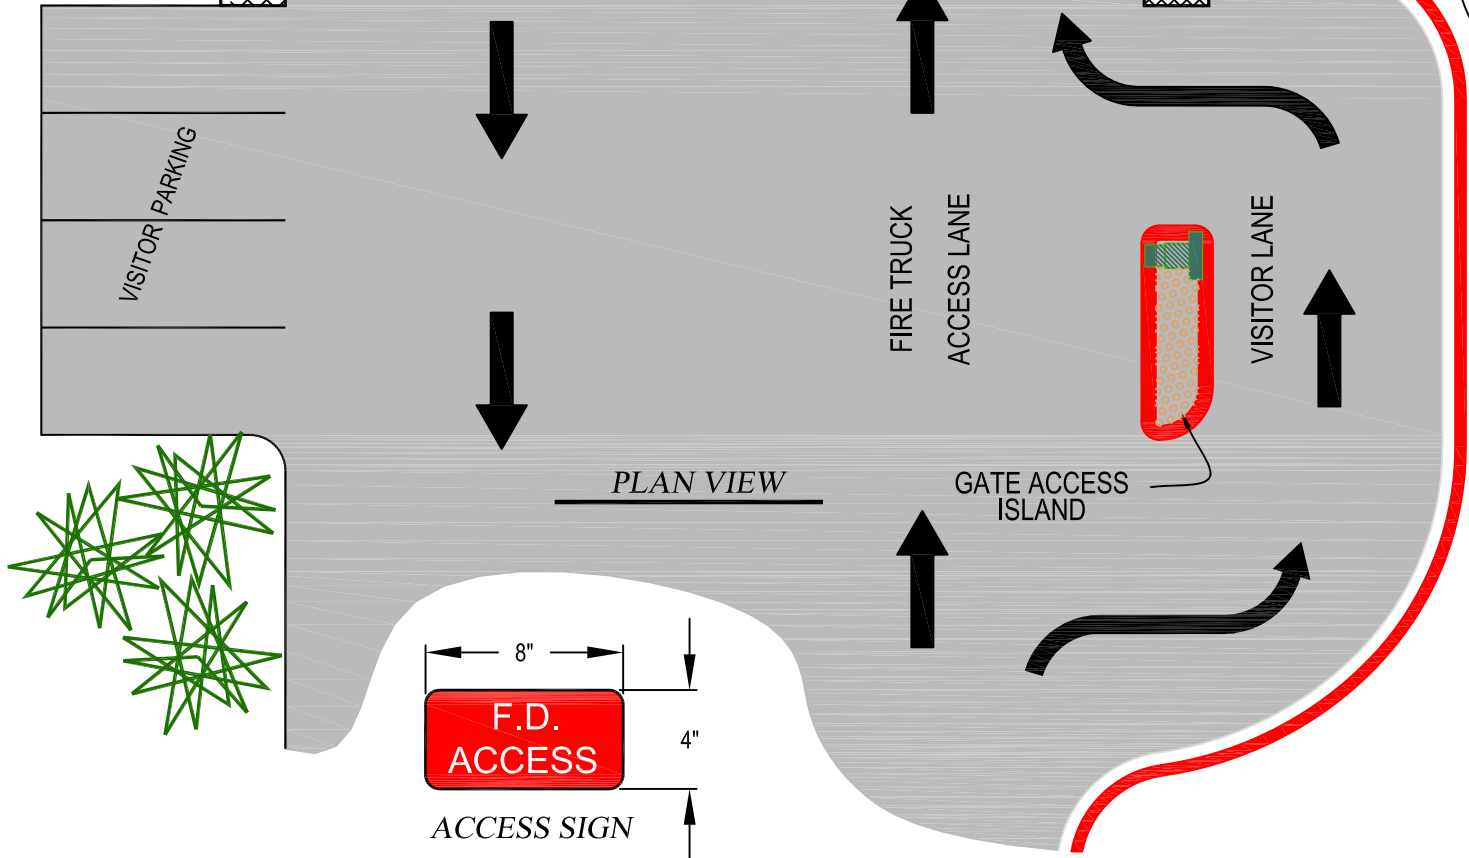 VISITOR PARKING
FIRE TRUCK
ACCESS LANE
VISITOR LANE
PLAN VIEW
GATE ACCESS
ISLAND
8"
F.D.
ACCESS
4"
ACCESS SIGN